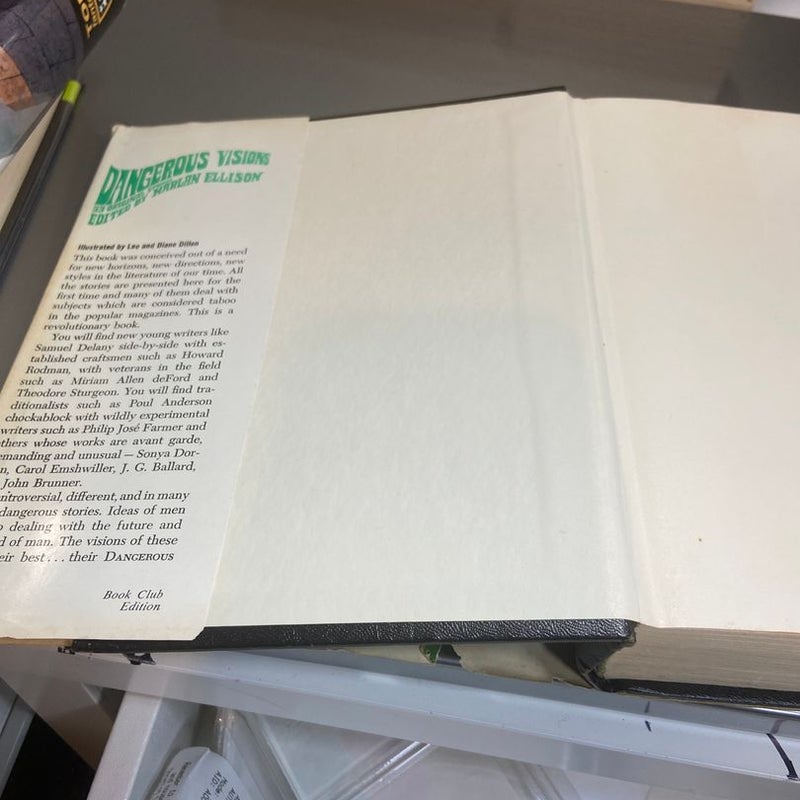 DANGEROUS VISIONS
EDITED BY HARLAN ELLISON
Illustrated by Leo and Diane Dillon
This book was conceived out of a need
for new horizons, new directions, new
styles in the literature of our time. All
the stories are presented here for the
first time and many of them deal with
subjects which are considered taboo
in the popular magazines. This is a
revolutionary book.
You will find new young writers like
Samuel Delany side-by-side with es-
tablished craftsmen such as Howard
Rodman, with veterans in the field
such as Miriam Allen deFord and
Theodore Sturgeon. You will find tra-
ditionalists such as Poul Anderson
chockablock with wildly experimental
writers such as Philip José Farmer and
thers whose works are avant garde,
emanding and unusual — Sonya Dor-
n, Carol Emshwiller, J. G. Ballard,
John Brunner.
ntroversial, different, and in many
dangerous stories. Ideas of men
dealing with the future and
d of man. The visions of these
eir best . . . their DANGEROUS
Book Club
Edition